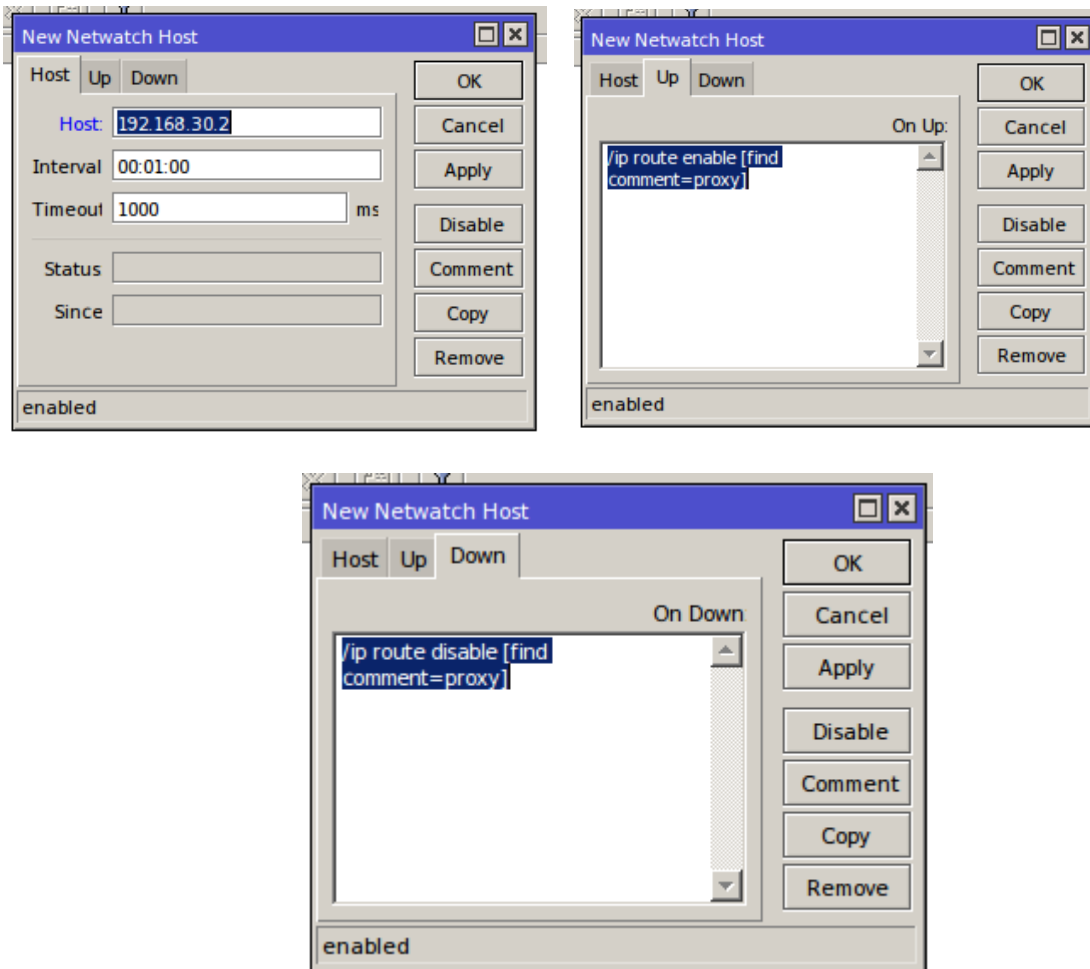 New Netwatch Host
Host Up Down
OK
Host: 192.168.30.2
Cancel
Interval 00:01:00
Apply
Timeout 1000 ms
Disable
Status
Comment
Since
Copy
Remove
enabled
New Netwatch Host
Host Up Down
OK
On Up:
Cancel
/ip route enable [find
comment=proxy]
Apply
Disable
Comment
Copy
Remove
enabled
New Netwatch Host
Host Up Down
OK
On Down
Cancel
/ip route disable [find
comment=proxy]
Apply
Disable
Comment
Copy
Remove
enabled